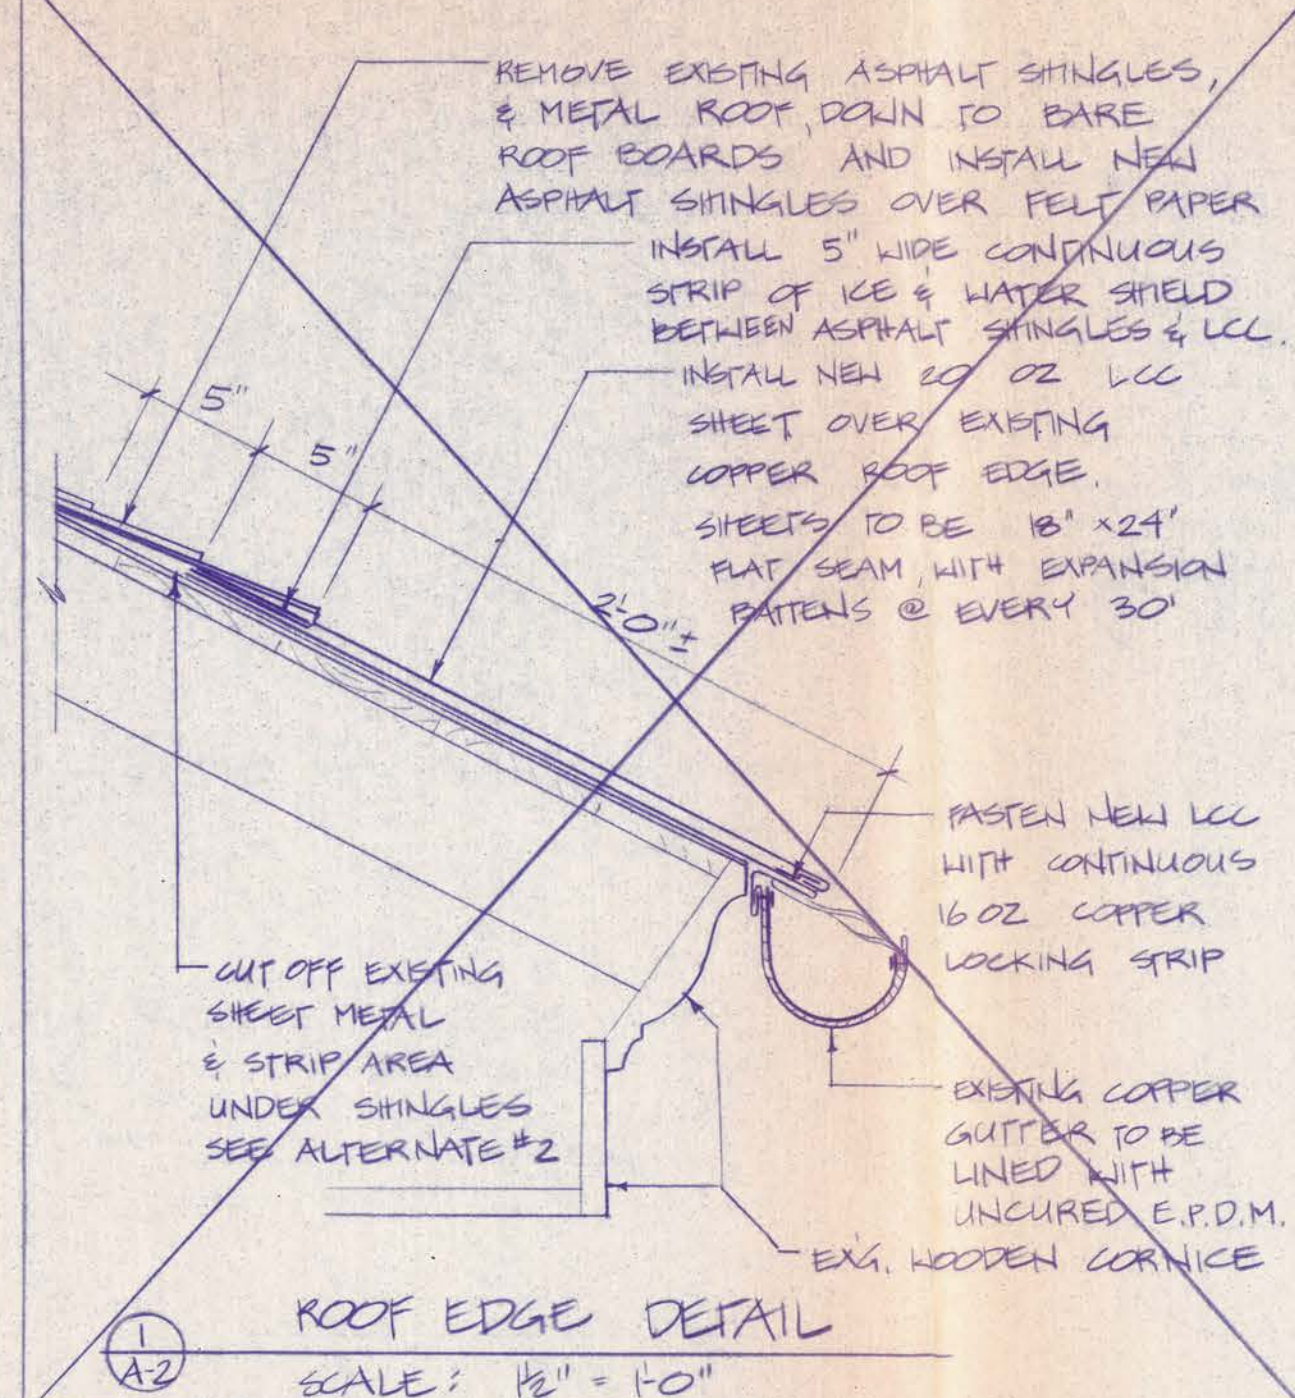 REMOVE EXISTING ASPHALT SHINGLES,
& METAL ROOF, DOWN TO BARE
ROOF BOARDS AND INSTALL NEW
ASPHALT SHINGLES OVER FELT PAPER
INSTALL 5" WIDE CONTINUOUS
STRIP OF ICE & WATER SHIELD
BETWEEN ASPHALT SHINGLES & LCC.
INSTALL NEW 20 OZ LCC
SHEET OVER EXISTING
COPPER ROOF EDGE.
SHEETS TO BE 18" x24'
FLAT SEAM, WITH EXPANSION
BATTENS @ EVERY 30'
5"
5"
2'-0" ±
FASTEN NEW LCC
WITH CONTINUOUS
16 OZ COPPER
LOCKING STRIP
CUT OFF EXISTING
SHEET METAL
& STRIP AREA
UNDER SHINGLES
SEE ALTERNATE #2
EXISTING COPPER
GUTTER TO BE
LINED WITH
UNCURED E.P.D.M.
EX'G. WOODEN CORNICE
1
A-2
ROOF EDGE DETAIL
SCALE: 1½" = 1'-0"